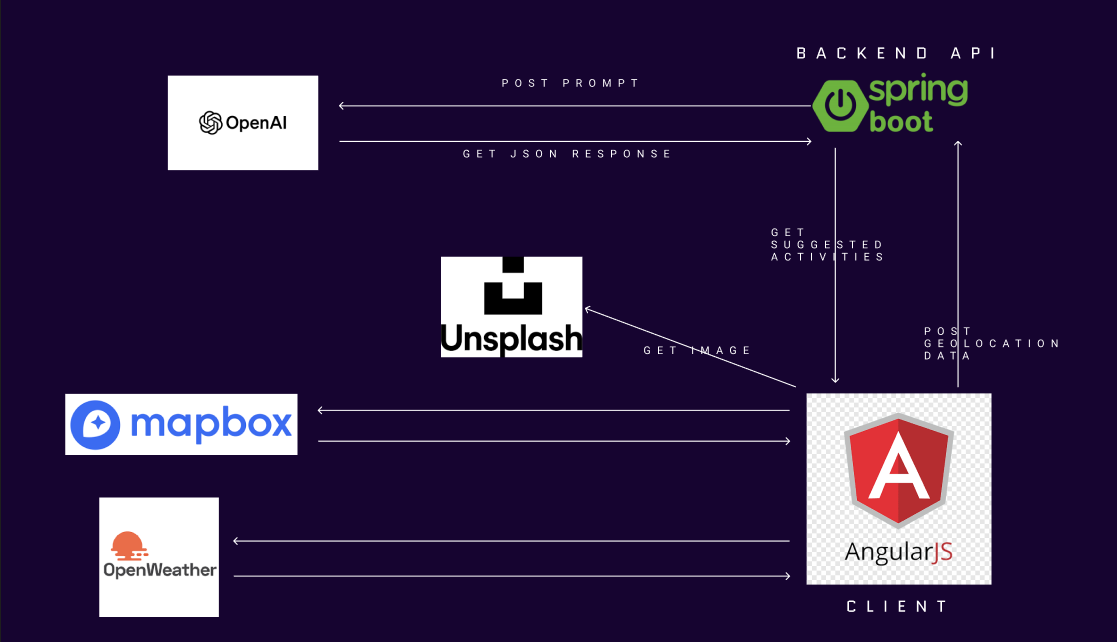 BACKEND API
spring
boot
POST PROMPT
OpenAI
GET JSON RESPONSE
GET
SUGGESTED
ACTIVITIES
Unsplash
GET IMAGE
POST
GEOLOCATION
DATA
mapbox
OpenWeather
AngularJS
CLIENT